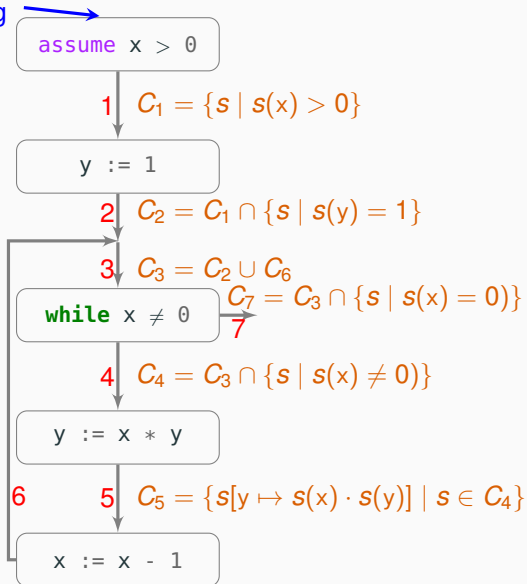 g
assume x > 0
1 C₁ = {s | s(x) > 0}
y := 1
2 C₂ = C₁ ∩ {s | s(y) = 1}
3 C₃ = C₂ ∪ C₆
while x ≠ 0
C₇ = C₃ ∩ {s | s(x) = 0)}
7
4 C₄ = C₃ ∩ {s | s(x) ≠ 0)}
y := x * y
6
5 C₅ = {s[y ↦ s(x) · s(y)] | s ∈ C₄}
x := x - 1